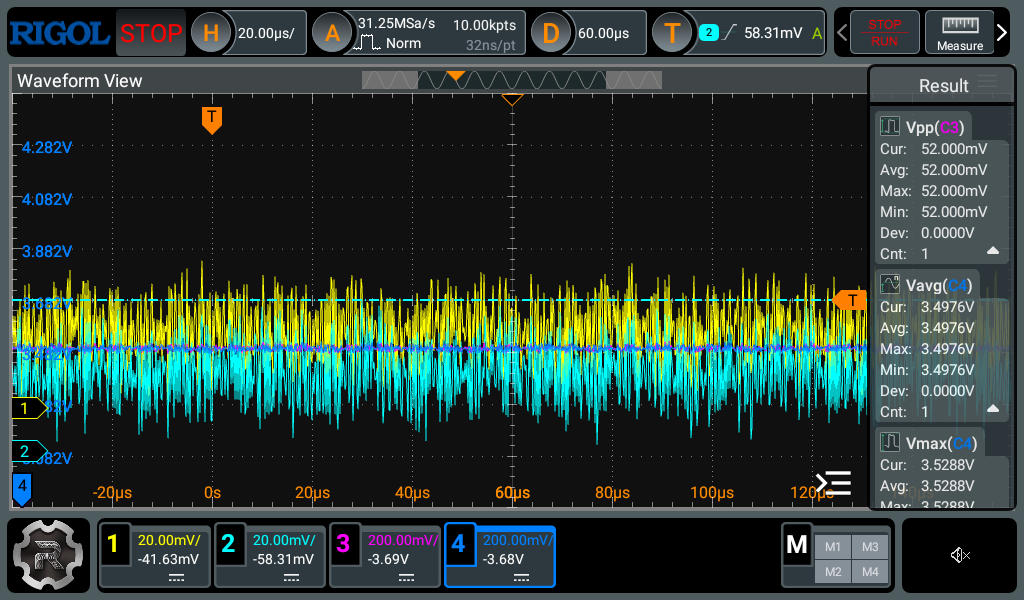 RIGOL STOP H 20.00µs/ A 31.25MSa/s 10.00kpts D 60.00µs T 2 58.31mV A STOP
Norm 32ns/pt RUN Measure
Waveform View Result
T
Vpp(C3)
4.282V Cur: 52.000mV
Avg: 52.000mV
4.082V Max: 52.000mV
Min: 52.000mV
Dev: 0.0000V
3.882V Cnt: 1
Vavg(C4)
3.682V T Cur: 3.4976V
Avg: 3.4976V
Max: 3.4976V
Min: 3.4976V
Dev: 0.0000V
1 Cnt: 1
Vmax(C4)
2 Cur: 3.5288V
4 Avg: 3.5288V
-20µs 0s 20µs 40µs 60µs 80µs 100µs 120µs Max: 3.5288V
1 20.00mV/ 2 20.00mV/ 3 200.00mV/ 4 200.00mV/ M M1 M3
-41.63mV -58.31mV -3.69V -3.68V M2 M4
R